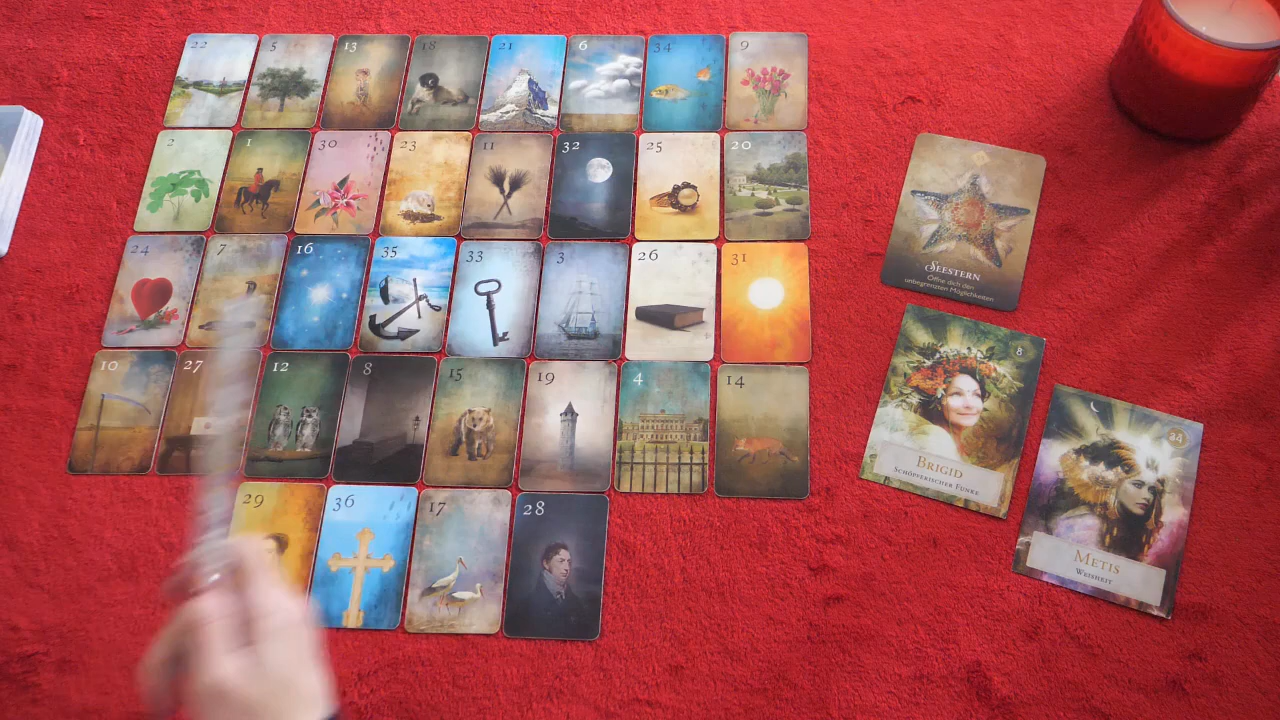 22 5 13 18 21 6 34 9
2 1 30 23 11 32 25 20
24 7 16 35 33 3 26 31
10 27 12 8 15 19 4 14
29 36 17 28
Seestern
Öffne dich den
unbegrenzten Möglichkeiten
8
Brigid
Schöpferischer Funke
34
Metis
Weisheit